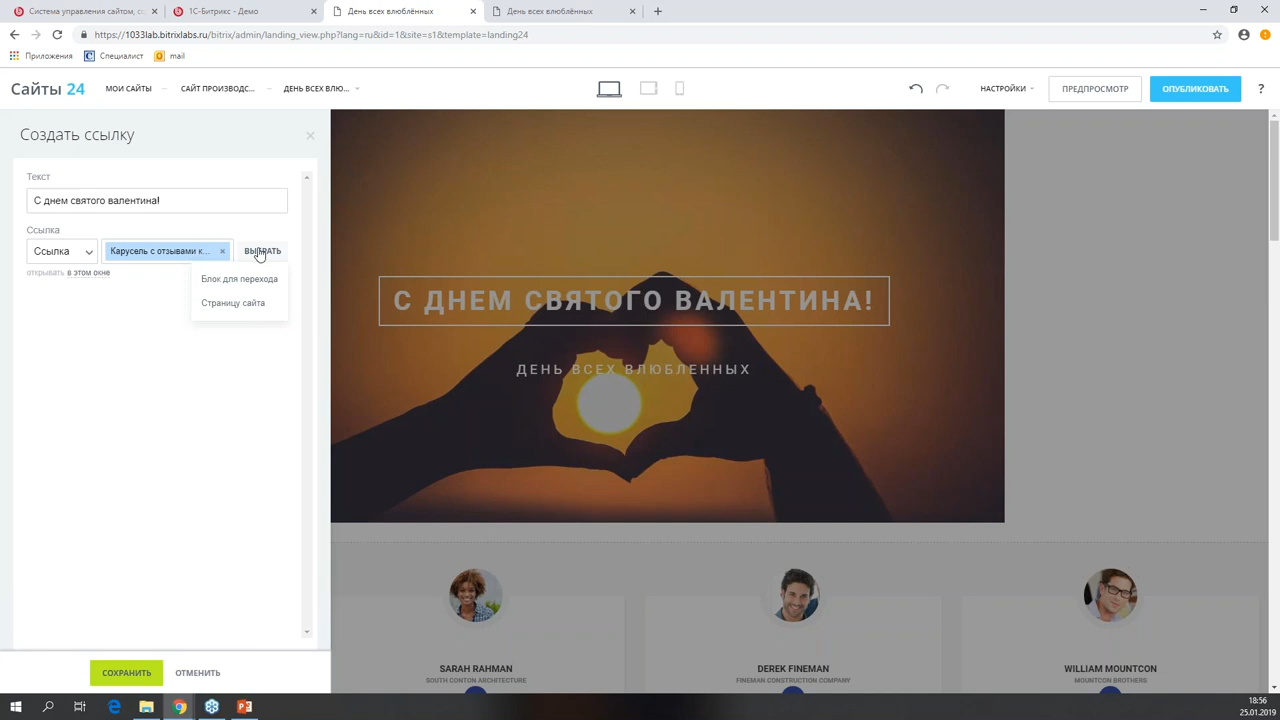 Система управления сайтом, со
1С-Битрикс - Демо
День всех влюблённых
День всех влюблённых
https://1033lab.bitrixlabs.ru/bitrix/admin/landing_view.php?lang=ru&id=1&site=s1&template=landing24
Приложения
Специалист
mail
Сайты 24
МОИ САЙТЫ
САЙТ ПРОИЗВОДС...
ДЕНЬ ВСЕХ ВЛЮ...
НАСТРОЙКИ
ПРЕДПРОСМОТР
ОПУБЛИКОВАТЬ
?
Создать ссылку
Текст
С днем святого валентина!
Ссылка
Ссылка
Карусель с отзывами к...
ВЫБРАТЬ
открывать в этом окне
Блок для перехода
Страницу сайта
С ДНЕМ СВЯТОГО ВАЛЕНТИНА!
ДЕНЬ ВСЕХ ВЛЮБЛЕННЫХ
SARAH RAHMAN
SOUTH CONTON ARCHITECTURE
DEREK FINEMAN
FINEMAN CONSTRUCTION COMPANY
WILLIAM MOUNTCON
MOUNTCON BROTHERS
СОХРАНИТЬ
ОТМЕНИТЬ
18:56
25.01.2019